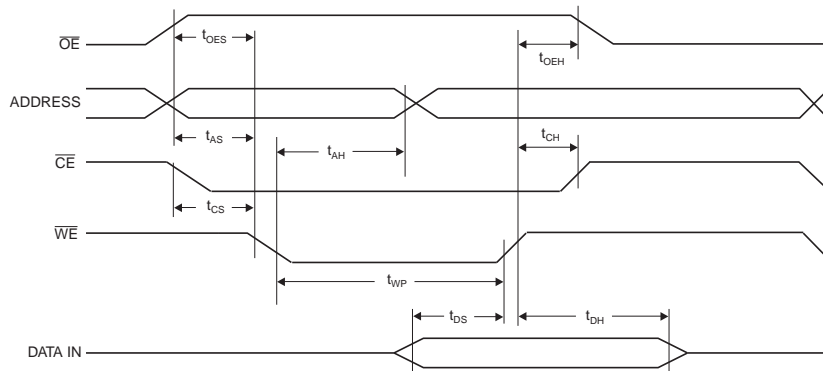 OE
tOES
tOEH
ADDRESS
tAS
tAH
tCH
CE
tCS
WE
tWP
tDS
tDH
DATA IN